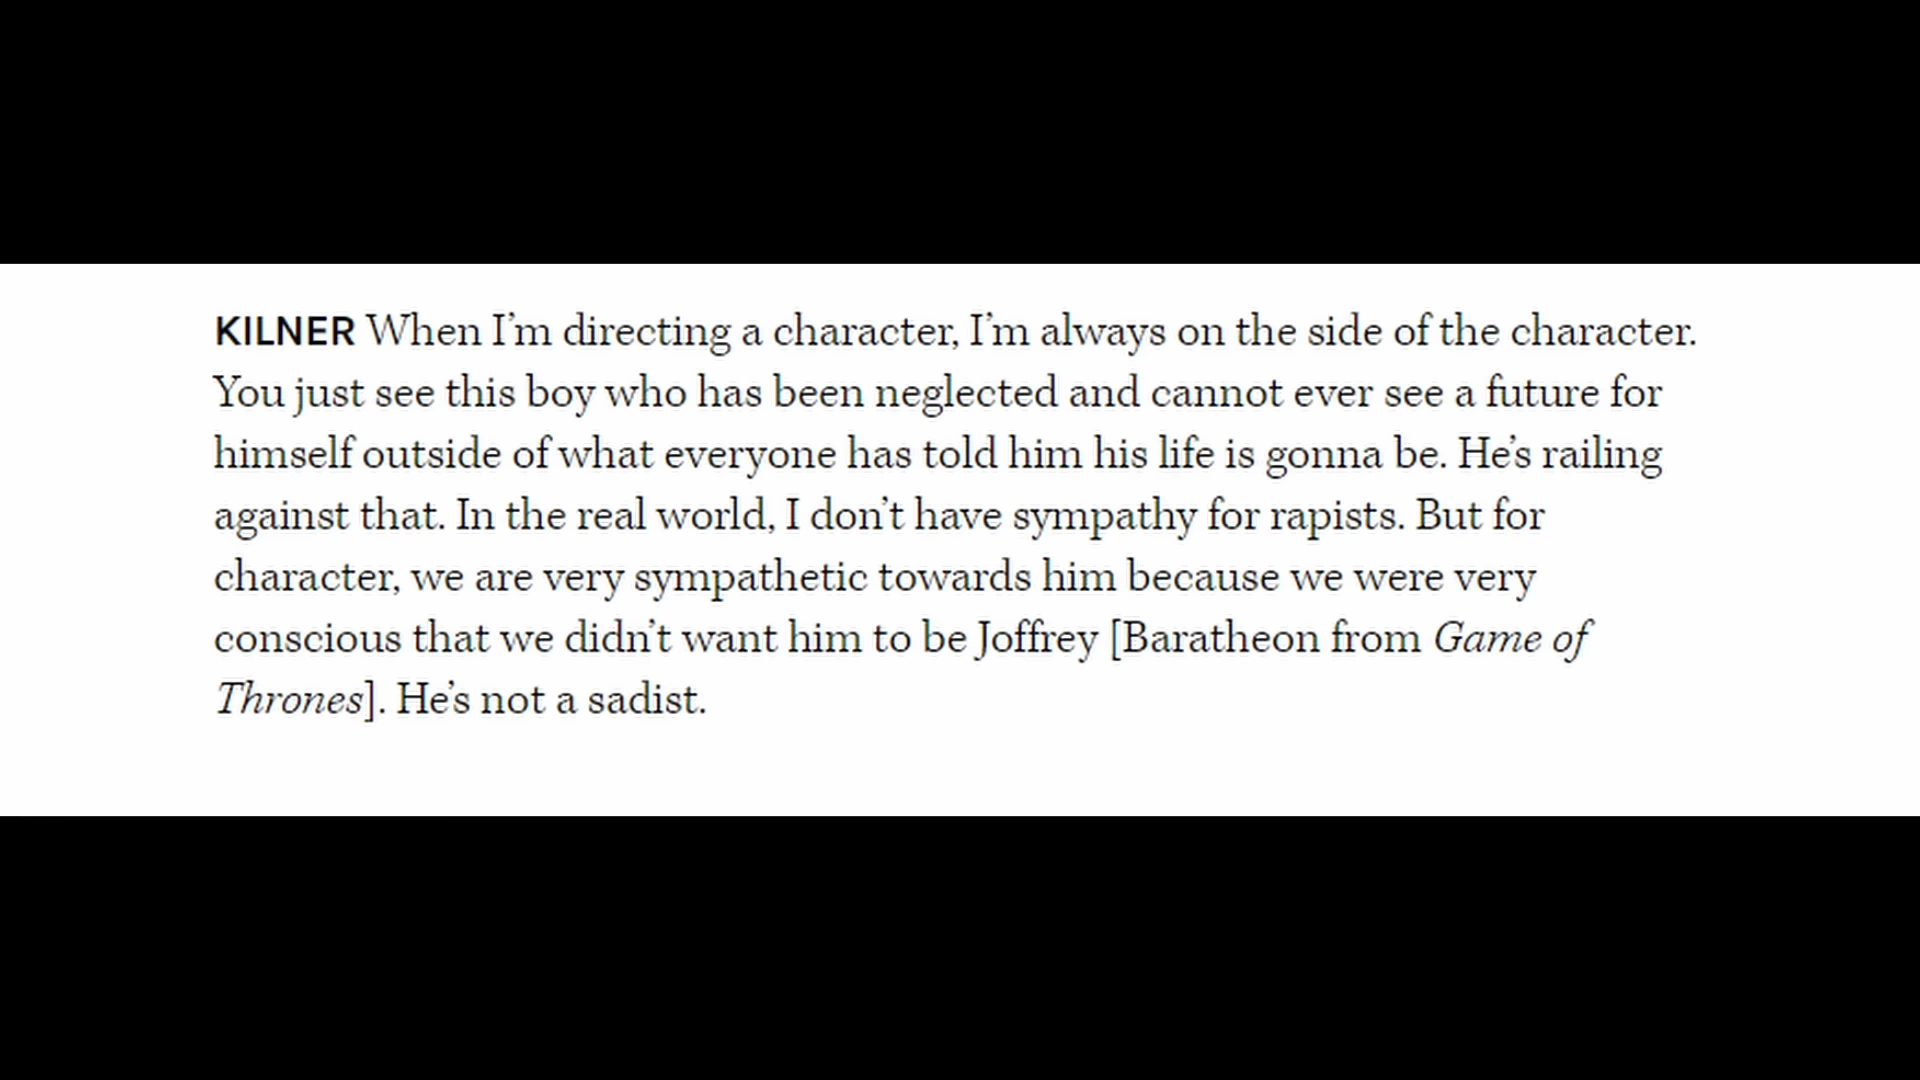 KILNER When I’m directing a character, I’m always on the side of the character.
You just see this boy who has been neglected and cannot ever see a future for
himself outside of what everyone has told him his life is gonna be. He’s railing
against that. In the real world, I don’t have sympathy for rapists. But for
character, we are very sympathetic towards him because we were very
conscious that we didn’t want him to be Joffrey [Baratheon from Game of
Thrones]. He’s not a sadist.